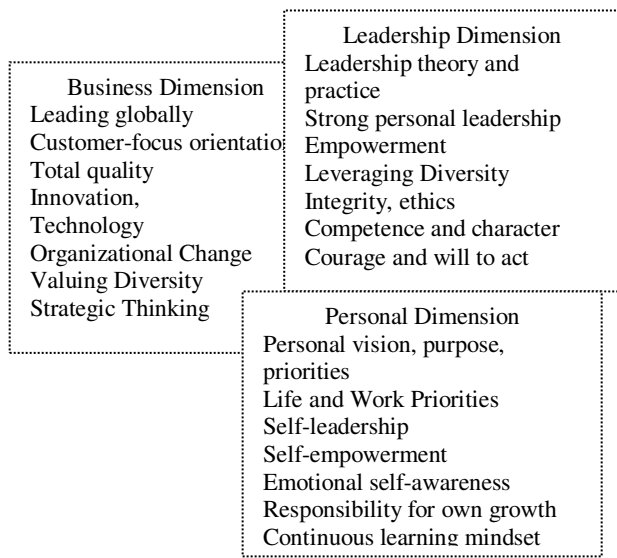 Business Dimension
Leading globally
Customer-focus orientatio
Total quality
Innovation,
Technology
Organizational Change
Valuing Diversity
Strategic Thinking
Leadership Dimension
Leadership theory and
practice
Strong personal leadership
Empowerment
Leveraging Diversity
Integrity, ethics
Competence and character
Courage and will to act
Personal Dimension
Personal vision, purpose,
priorities
Life and Work Priorities
Self-leadership
Self-empowerment
Emotional self-awareness
Responsibility for own growth
Continuous learning mindset